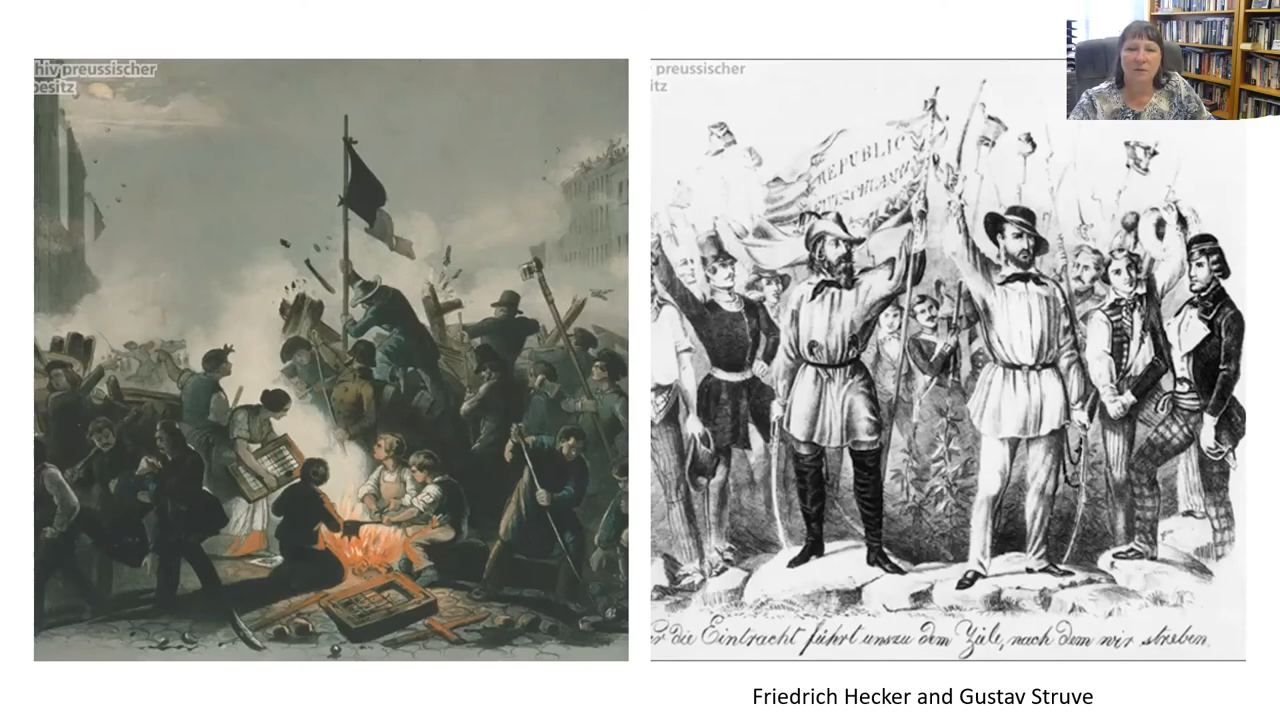 hiv preussischer
besitz
v preussischer
itz
REPUBLIC
die Eintracht führt uns zu dem Ziele, nach dem wir streben.
Friedrich Hecker and Gustav Struve